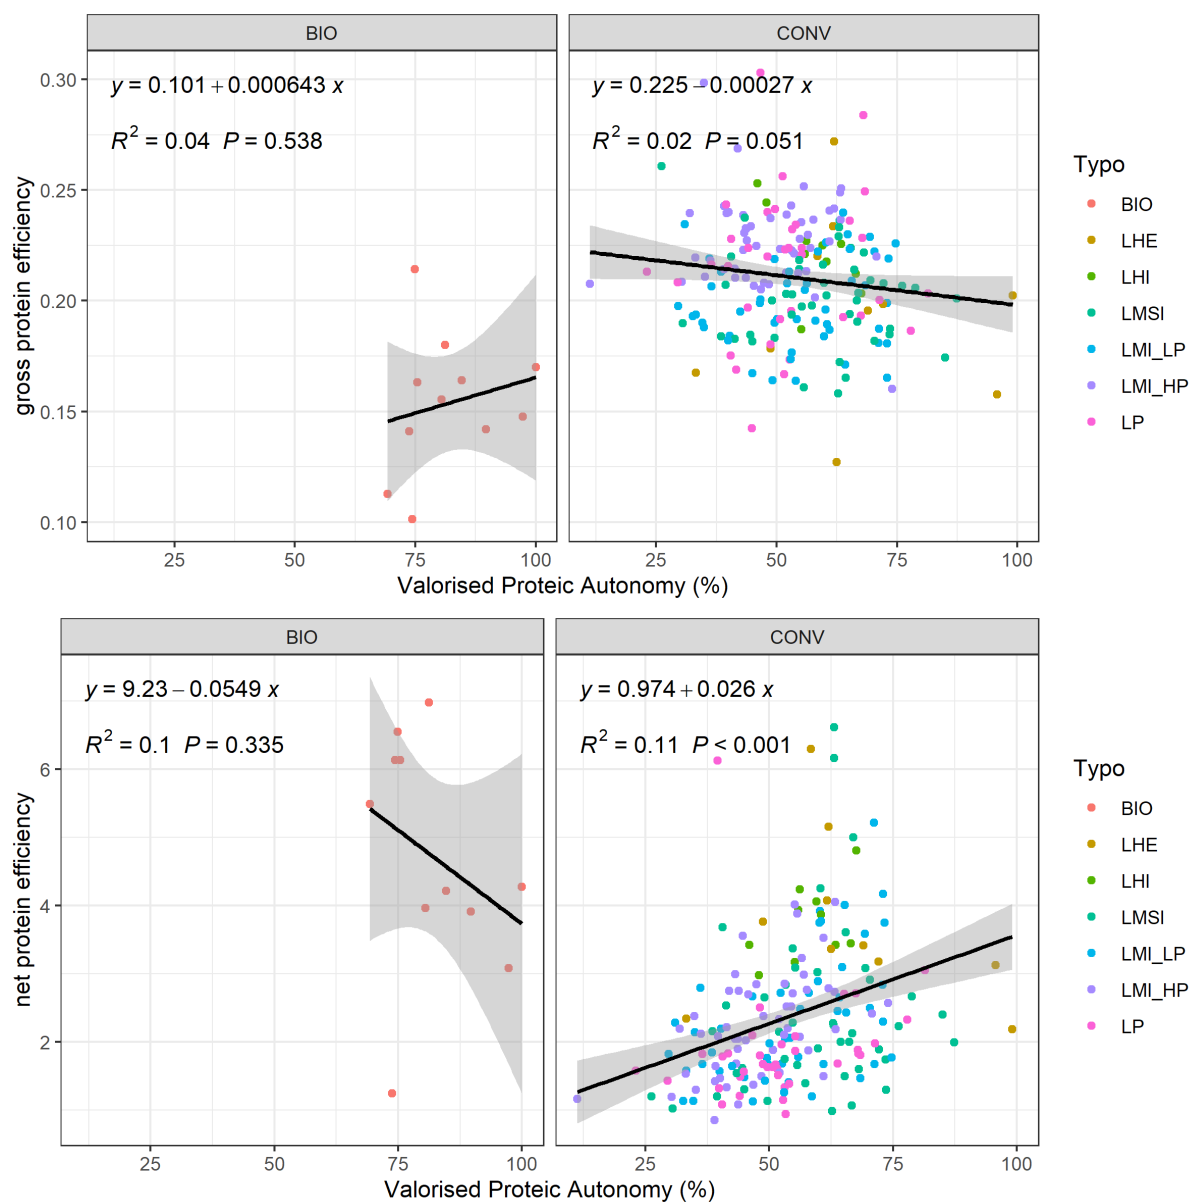 BIO CONV
y = 0.101 + 0.000643 x
R² = 0.04 P = 0.538
y = 0.225 − 0.00027 x
R² = 0.02 P = 0.051
gross protein efficiency
0.30
0.25
0.20
0.15
0.10
25 50 75 100 25 50 75 100
Valorised Proteic Autonomy (%)
Typo
BIO
LHE
LHI
LMSI
LMI_LP
LMI_HP
LP
BIO CONV
y = 9.23 − 0.0549 x
R² = 0.1 P = 0.335
y = 0.974 + 0.026 x
R² = 0.11 P < 0.001
net protein efficiency
6
4
2
25 50 75 100 25 50 75 100
Valorised Proteic Autonomy (%)
Typo
BIO
LHE
LHI
LMSI
LMI_LP
LMI_HP
LP